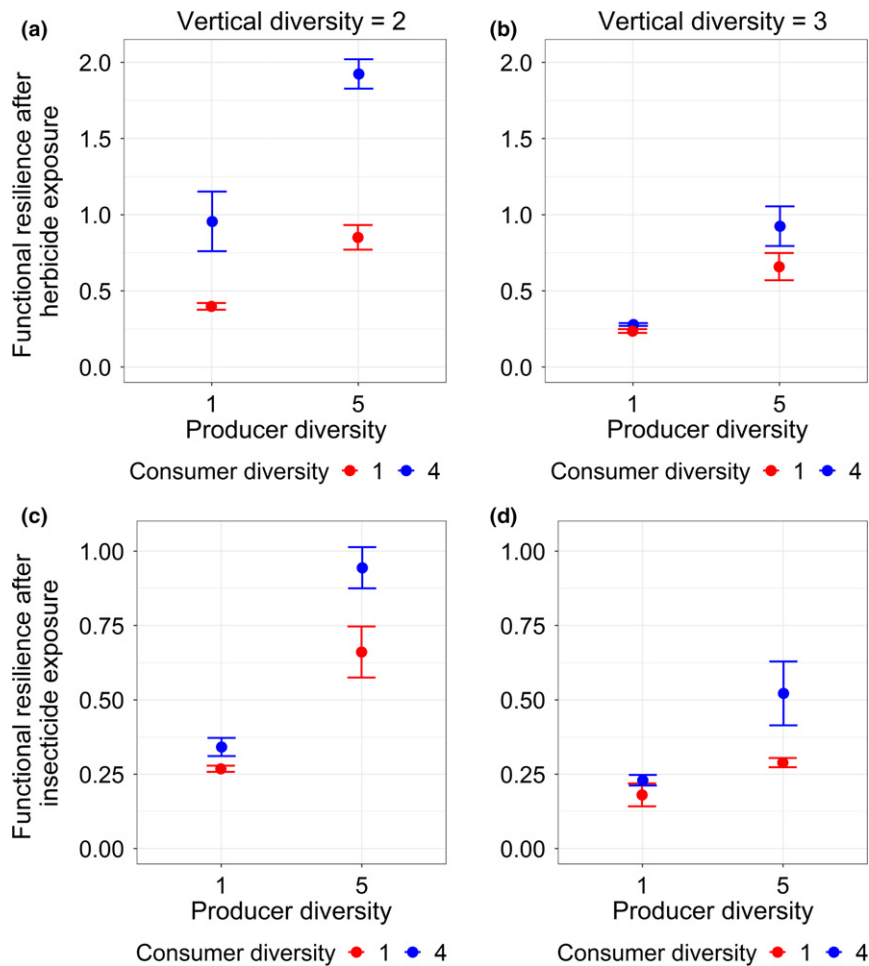 (a) Vertical diversity = 2
Functional resilience after
herbicide exposure
2.0
1.5
1.0
0.5
0.0
1 5
Producer diversity
Consumer diversity 1 4
(b) Vertical diversity = 3
2.0
1.5
1.0
0.5
0.0
1 5
Producer diversity
Consumer diversity 1 4
(c)
Functional resilience after
insecticide exposure
1.00
0.75
0.50
0.25
0.00
1 5
Producer diversity
Consumer diversity 1 4
(d)
1.00
0.75
0.50
0.25
0.00
1 5
Producer diversity
Consumer diversity 1 4